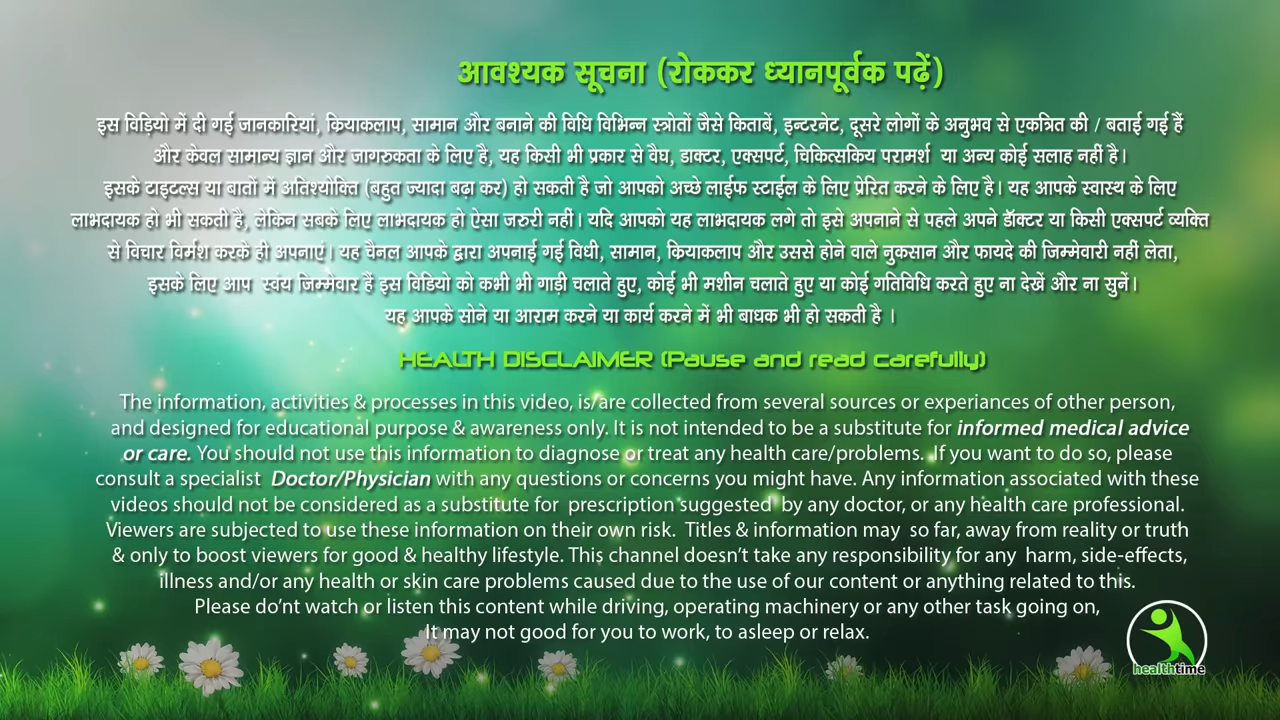 आवश्यक सूचना (रोककर ध्यानपूर्वक पढ़ें)
इस विड़ियो में दी गई जानकारियां, क्रियाकलाप, सामान और बनाने की विधि विभिन्न स्त्रोतों जैसे किताबें, इन्टरनेट, दूसरे लोगों के अनुभव से एकत्रित की / बताई गई हैं
और केवल सामान्य ज्ञान और जागरुकता के लिए है, यह किसी भी प्रकार से वैघ, डाक्टर, एक्सपर्ट, चिकित्सकिय परामर्श या अन्य कोई सलाह नहीं है।
इसके टाइटल्स या बातों में अतिश्योक्ति (बहुत ज्यादा बढ़ा कर) हो सकती है जो आपको अच्छे लाईफ स्टाईल के लिए प्रेरित करने के लिए है। यह आपके स्वास्थ के लिए
लाभदायक हो भी सकती है, लेकिन सबके लिए लाभदायक हो ऐसा जरुरी नहीं। यदि आपको यह लाभदायक लगे तो इसे अपनाने से पहले अपने डॅाक्टर या किसी एक्सपर्ट व्यक्ति
से विचार विर्मश करके ही अपनाएं। यह चैनल आपके द्वारा अपनाई गई विधी, सामान, क्रियाकलाप और उससे होने वाले नुकसान और फायदे की जिम्मेवारी नहीं लेता,
इसके लिए आप स्वंय जिम्मेवार हैं इस विडियो को कभी भी गाड़ी चलाते हुए, कोई भी मशीन चलाते हुए या कोई गतिविधि करते हुए ना देखें और ना सुनें।
यह आपके सोने या आराम करने या कार्य करने में भी बाधक भी हो सकती है ।
HEALTH DISCLAIMER (Pause and read carefully)
The information, activities & processes in this video, is/are collected from several sources or experiances of other person,
and designed for educational purpose & awareness only. It is not intended to be a substitute for informed medical advice
or care. You should not use this information to diagnose or treat any health care/problems. If you want to do so, please
consult a specialist Doctor/Physician with any questions or concerns you might have. Any information associated with these
videos should not be considered as a substitute for prescription suggested by any doctor, or any health care professional.
Viewers are subjected to use these information on their own risk. Titles & information may so far, away from reality or truth
& only to boost viewers for good & healthy lifestyle. This channel doesn't take any responsibility for any harm, side-effects,
illness and/or any health or skin care problems caused due to the use of our content or anything related to this.
Please do'nt watch or listen this content while driving, operating machinery or any other task going on,
It may not good for you to work, to asleep or relax.
healthtime